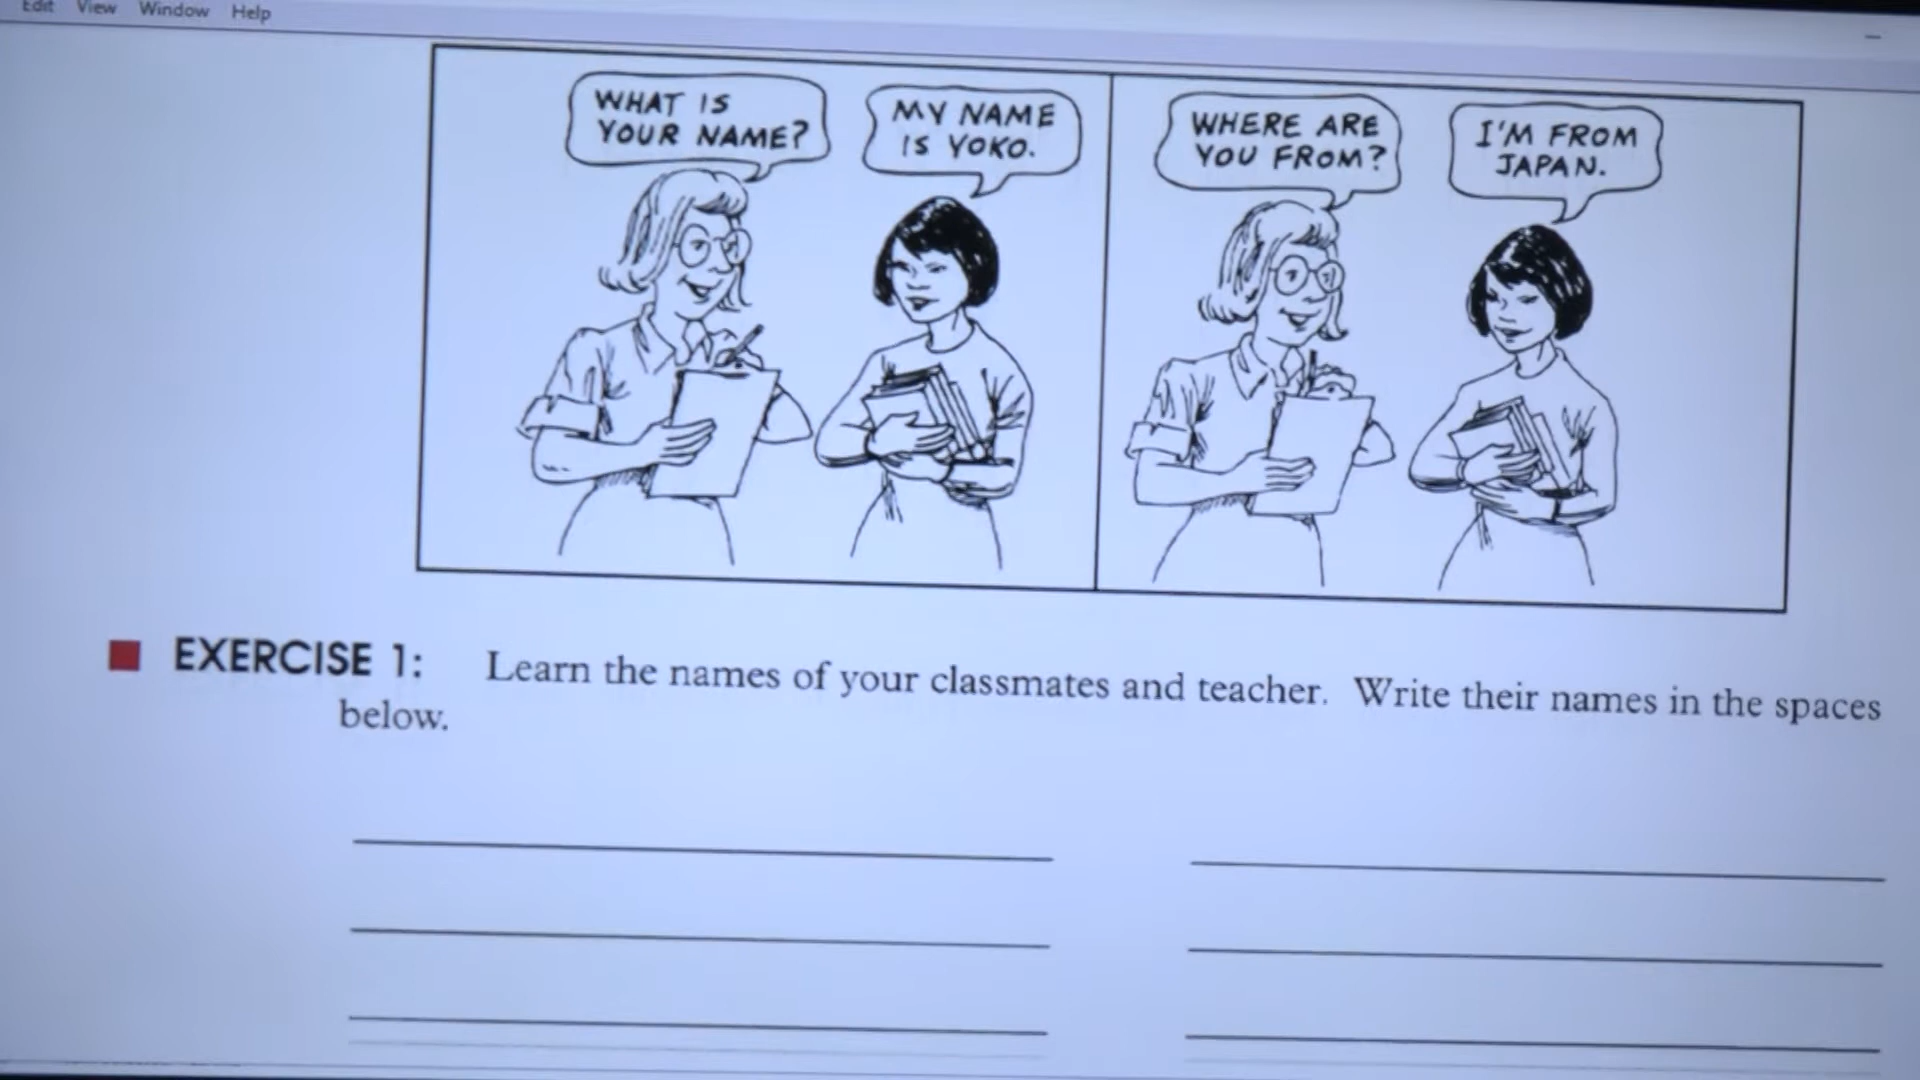 Edit View Window Help
WHAT IS
YOUR NAME?
MY NAME
IS YOKO.
WHERE ARE
YOU FROM?
I'M FROM
JAPAN.
EXERCISE 1: Learn the names of your classmates and teacher. Write their names in the spaces
below.